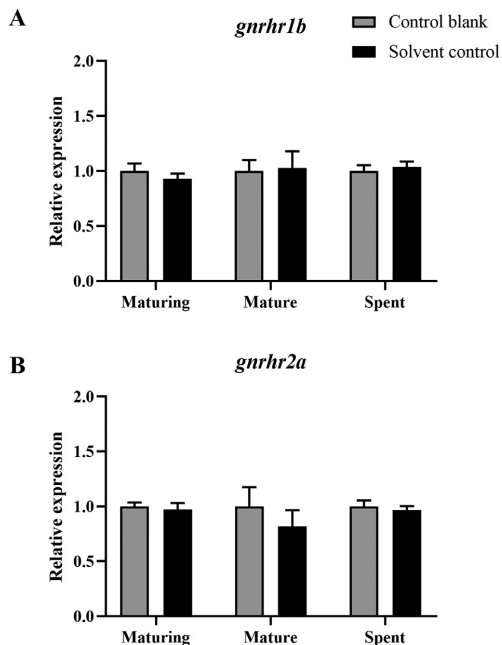 A
gnrhr1b
Control blank
Solvent control
Relative expression
2.0
1.5
1.0
0.5
0.0
Maturing Mature Spent
B
gnrhr2a
Relative expression
2.0
1.5
1.0
0.5
0.0
Maturing Mature Spent